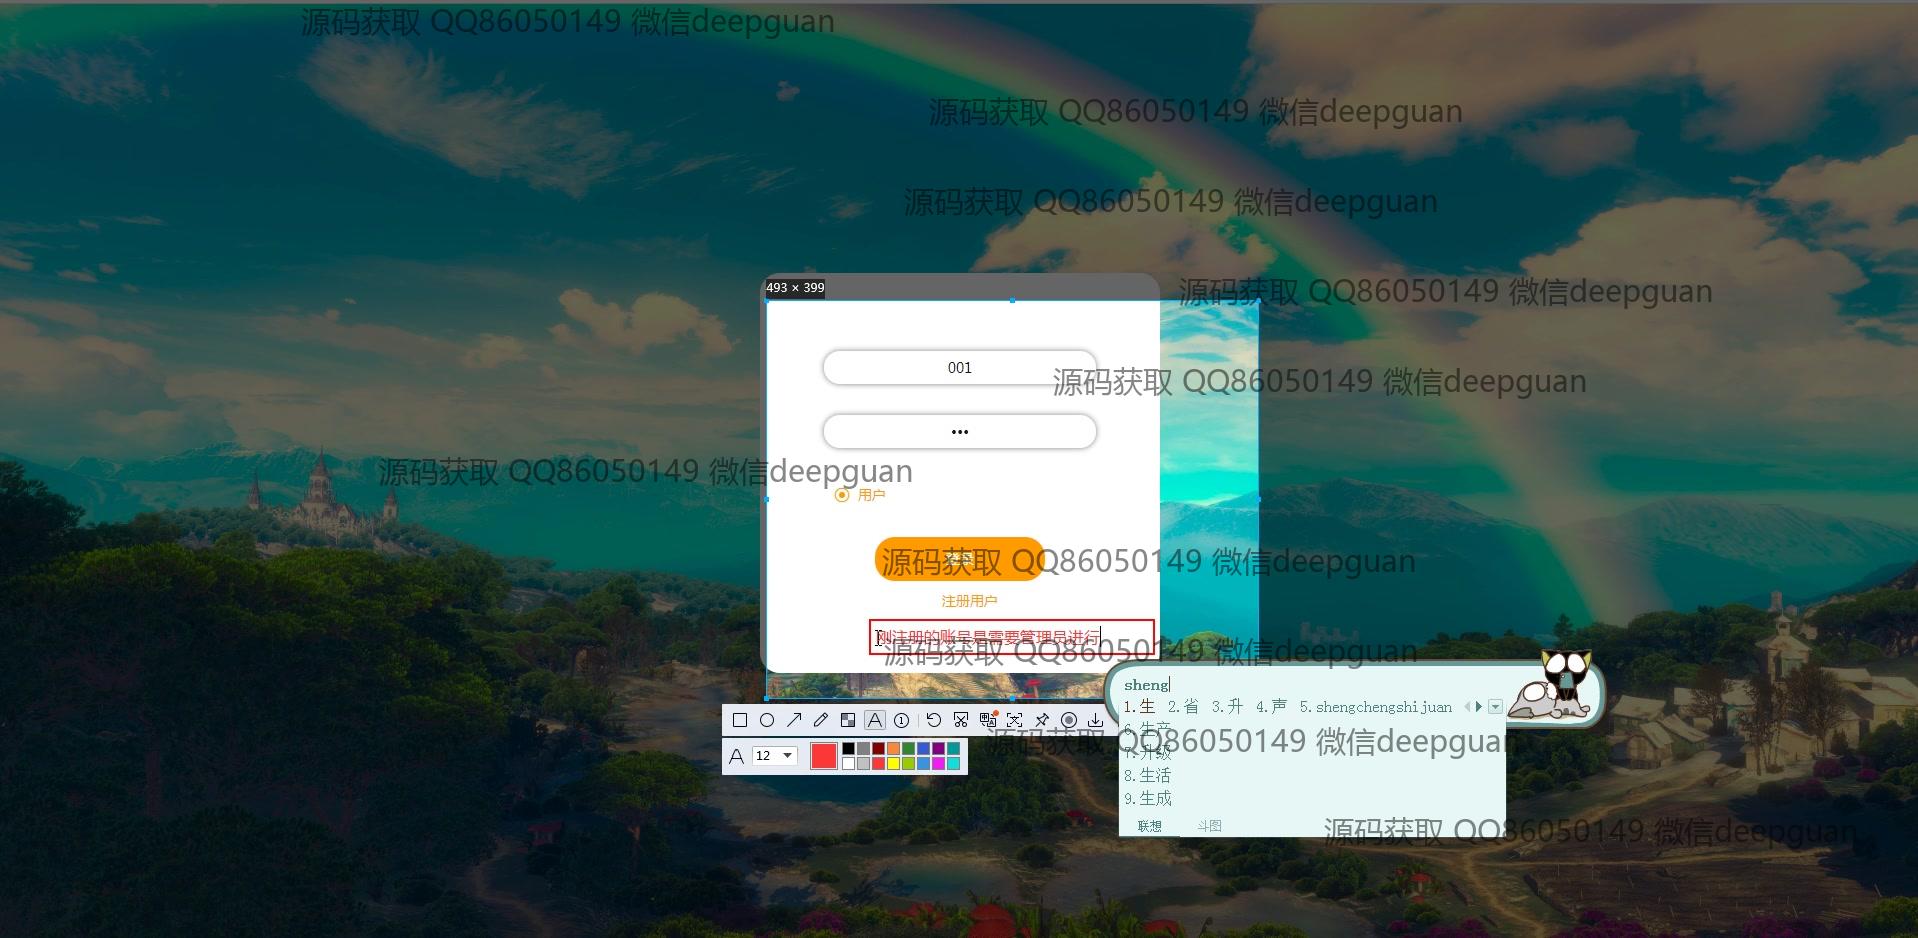 源码获取 QQ86050149 微信deepguan
源码获取 QQ86050149 微信deepguan
源码获取 QQ86050149 微信deepguan
493 × 399
源码获取 QQ86050149 微信deepguan
001
源码获取 QQ86050149 微信deepguan
•••
源码获取 QQ86050149 微信deepguan
用户
登录
源码获取 QQ86050149 微信deepguan
注册用户
刚注册的账号是需要管理员进行
源码获取 QQ86050149 微信deepguan
sheng
1.生 2.省 3.升 4.声 5.shengchengshijuan
6.生产
源码获取 QQ86050149 微信deepguan
7.升级
A 12
8.生活
9.生成
联想 斗图
源码获取 QQ86050149 微信deepguan